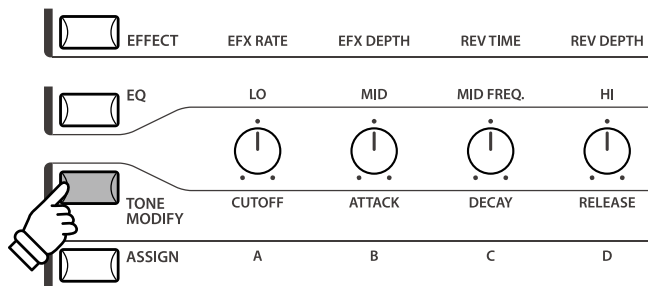 EFFECT EFX RATE EFX DEPTH REV TIME REV DEPTH
EQ LO MID MID FREQ. HI
TONE MODIFY CUTOFF ATTACK DECAY RELEASE
ASSIGN A B C D